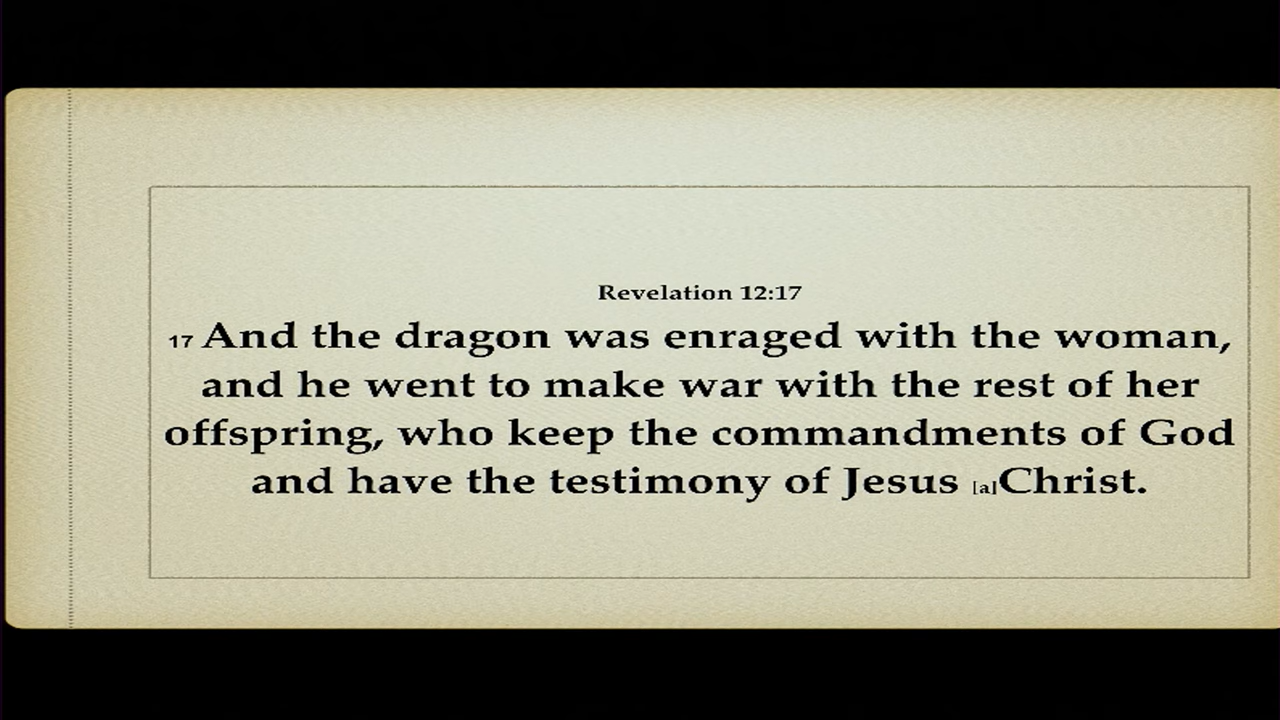 Revelation 12:17
17 And the dragon was enraged with the woman,
and he went to make war with the rest of her
offspring, who keep the commandments of God
and have the testimony of Jesus [a]Christ.